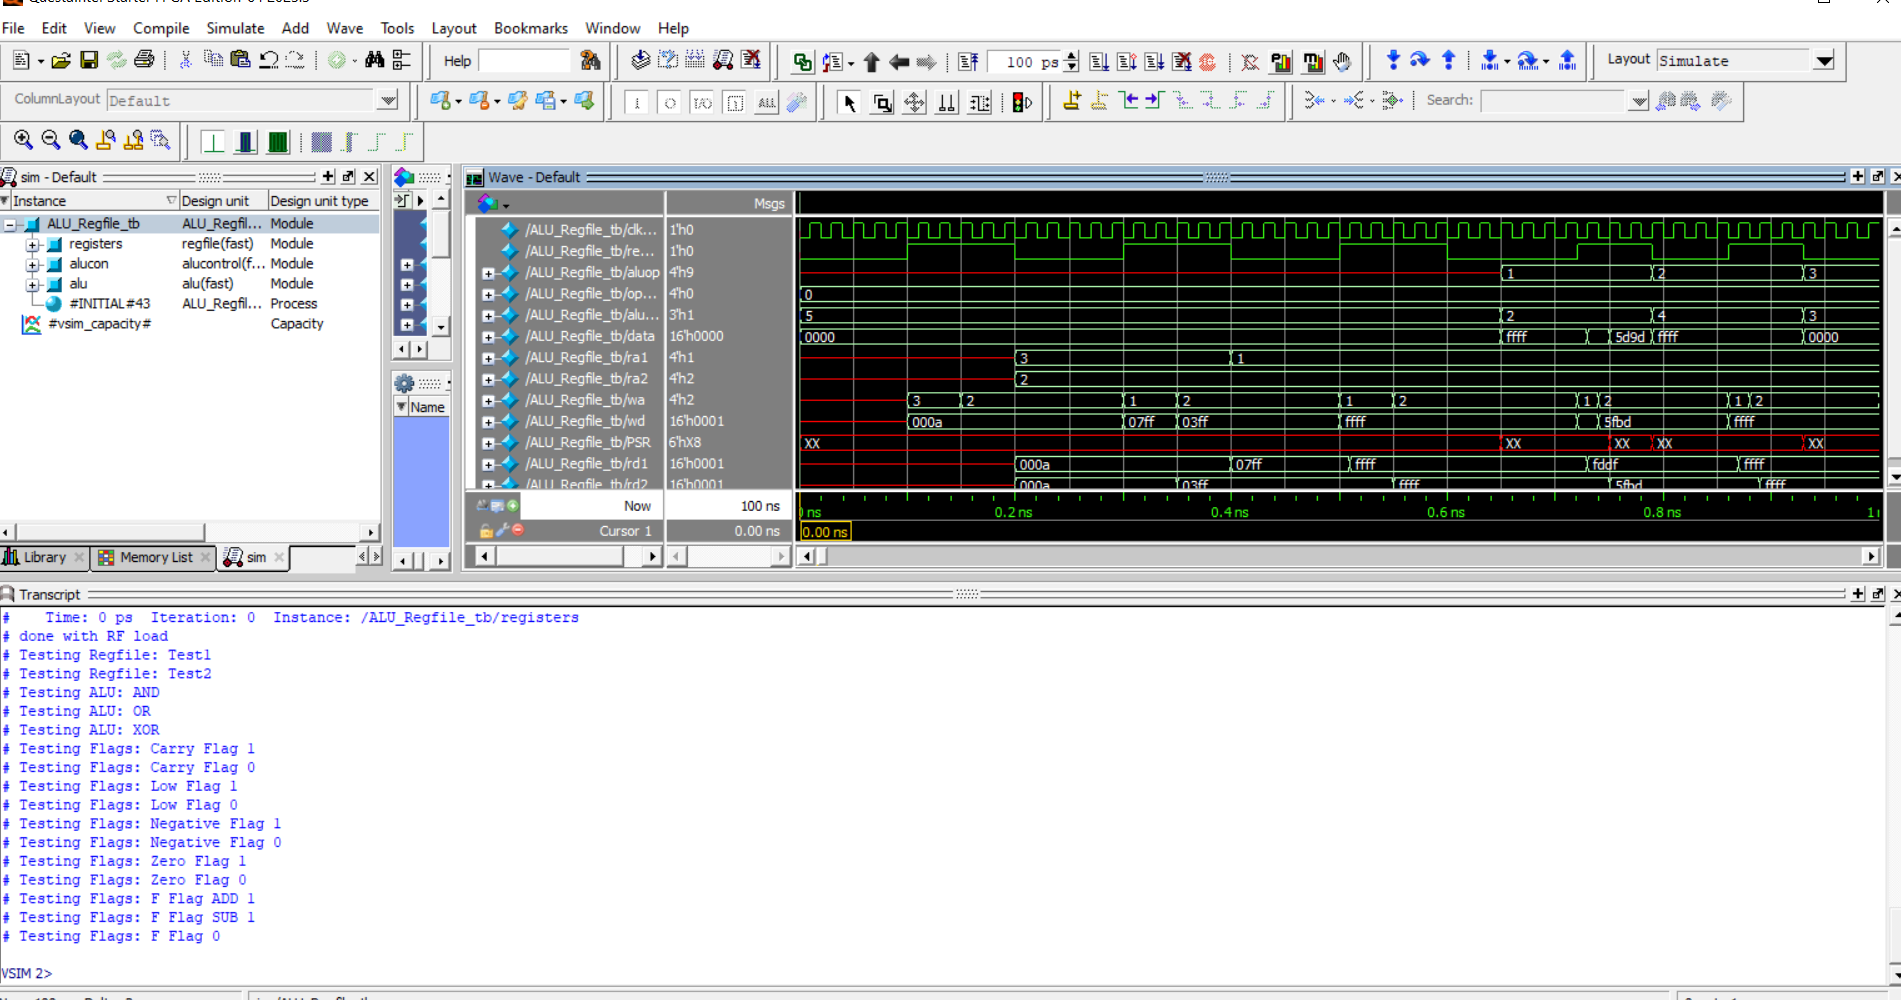 File Edit View Compile Simulate Add Wave Tools Layout Bookmarks Window Help
Help 100 ps Layout Simulate
ColumnLayout Default Search:
sim - Default
Instance Design unit Design unit type
ALU_Regfile_tb ALU_Regfil... Module
registers regfile(fast) Module
alucon alucontrol(f... Module
alu alu(fast) Module
#INITIAL#43 ALU_Regfil... Process
#vsim_capacity# Capacity
Library Memory List sim
Name
Wave - Default
Msgs
/ALU_Regfile_tb/clk... 1'h0
/ALU_Regfile_tb/re... 1'h0
/ALU_Regfile_tb/aluop 4'h9 1 2 3
/ALU_Regfile_tb/op... 4'h0 0
/ALU_Regfile_tb/alu... 3'h1 5 2 4 3
/ALU_Regfile_tb/data 16'h0000 0000 ffff 5d9d ffff 0000
/ALU_Regfile_tb/ra1 4'h1 3 1
/ALU_Regfile_tb/ra2 4'h2 2
/ALU_Regfile_tb/wa 4'h2 3 2 1 2 1 2 1 2 1 2
/ALU_Regfile_tb/wd 16'h0001 000a 07ff 03ff ffff 5fbd ffff
/ALU_Regfile_tb/PSR 6'hX8 XX XX XX XX XX
/ALU_Regfile_tb/rd1 16'h0001 000a 07ff ffff fddf ffff
/ALU_Regfile_tb/rd2 16'h0001 000a 03ff ffff 5fbd ffff
Now 100 ns ns 0.2 ns 0.4 ns 0.6 ns 0.8 ns
Cursor 1 0.00 ns 0.00 ns
Transcript
# Time: 0 ps Iteration: 0 Instance: /ALU_Regfile_tb/registers
# done with RF load
# Testing Regfile: Test1
# Testing Regfile: Test2
# Testing ALU: AND
# Testing ALU: OR
# Testing ALU: XOR
# Testing Flags: Carry Flag 1
# Testing Flags: Carry Flag 0
# Testing Flags: Low Flag 1
# Testing Flags: Low Flag 0
# Testing Flags: Negative Flag 1
# Testing Flags: Negative Flag 0
# Testing Flags: Zero Flag 1
# Testing Flags: Zero Flag 0
# Testing Flags: F Flag ADD 1
# Testing Flags: F Flag SUB 1
# Testing Flags: F Flag 0
VSIM 2>